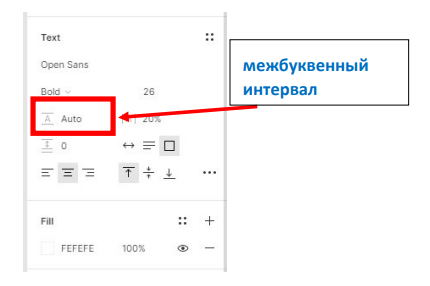 Text
Open Sans
Bold 26
A Auto |A| 20%
0
Fill
FEFEFE 100%
межбуквенный
интервал